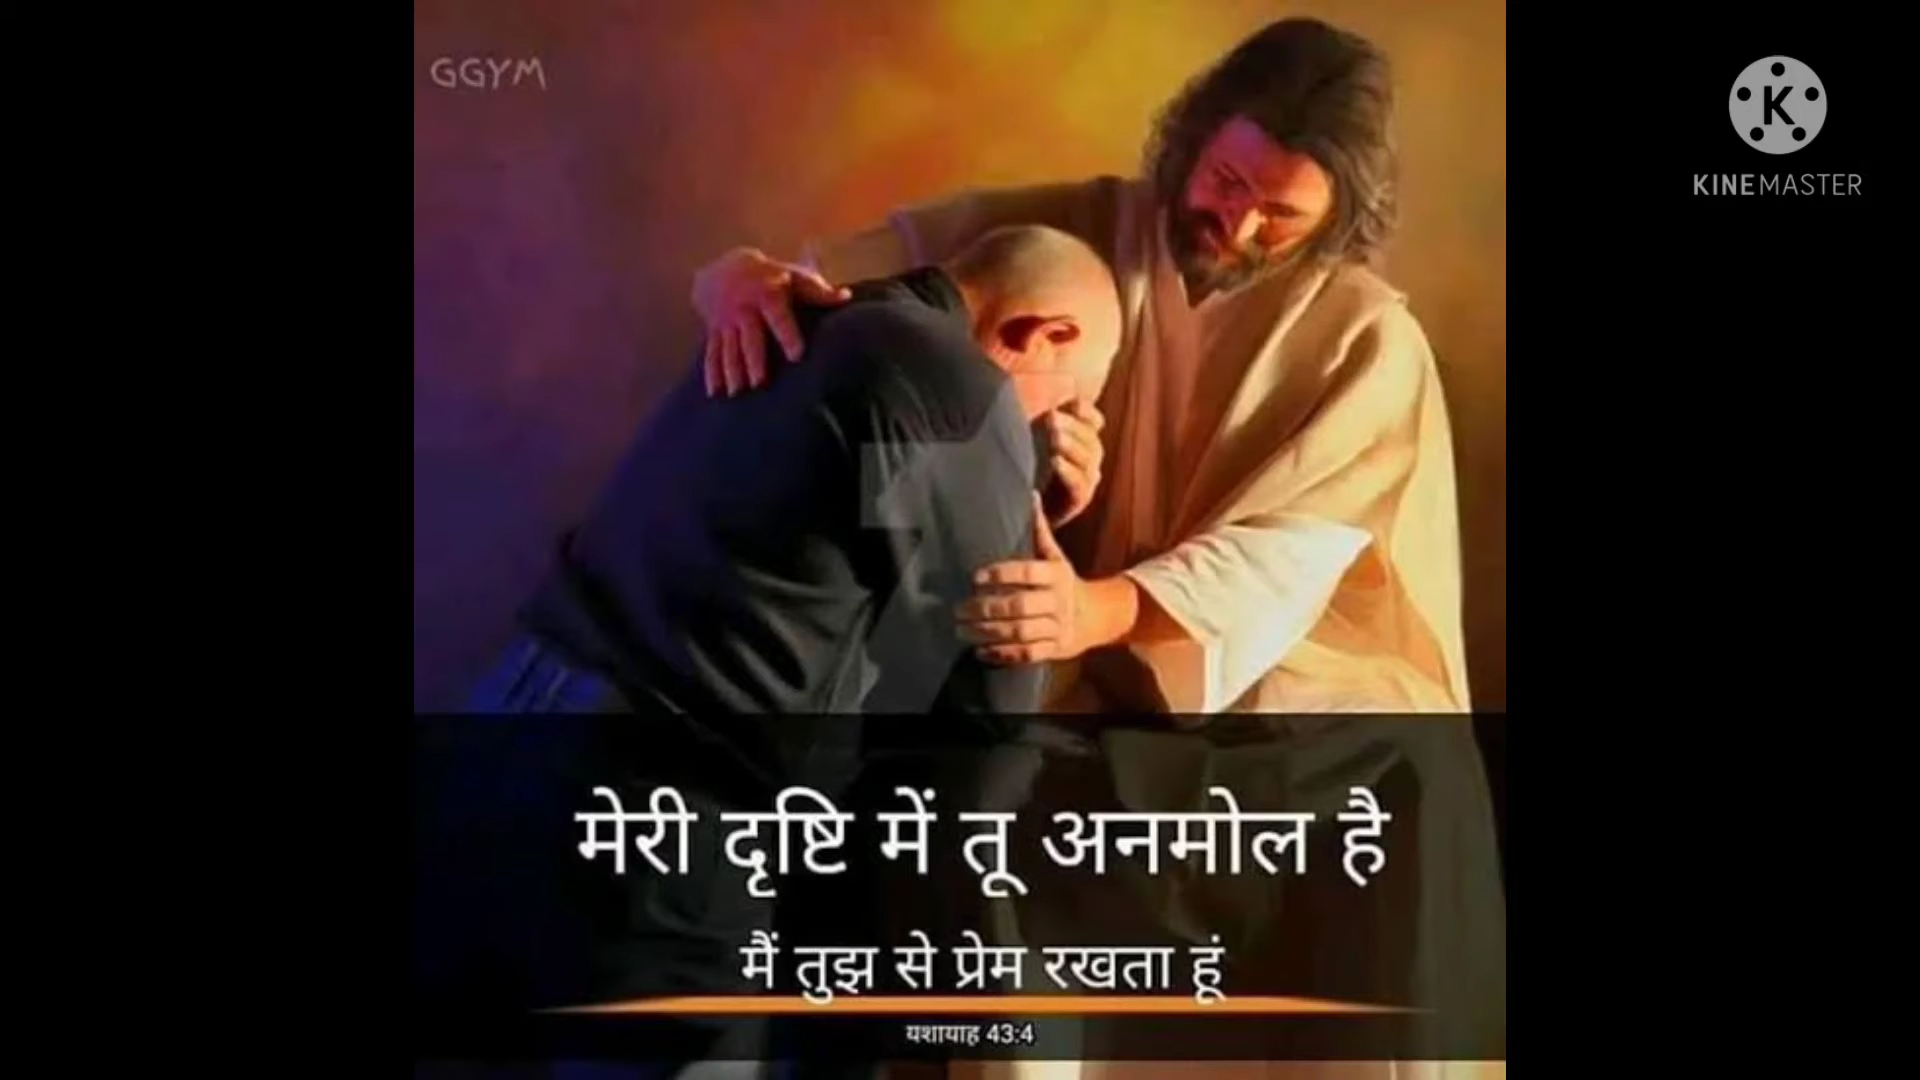 GGYM
K
KINEMASTER
मेरी दृष्टि में तू अनमोल है
मैं तुझ से प्रेम रखता हूं
यशायाह 43:4